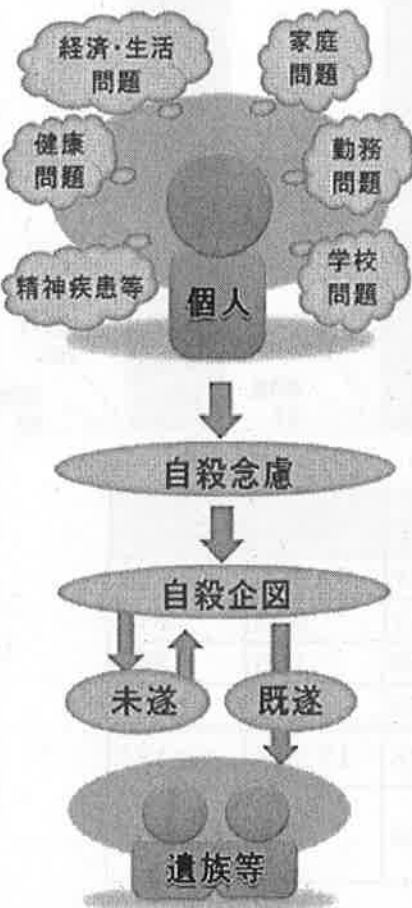 経済・生活
問題
家庭
問題
健康
問題
勤務
問題
精神疾患等
学校
問題
個人
自殺念慮
自殺企図
未遂
既遂
遺族等